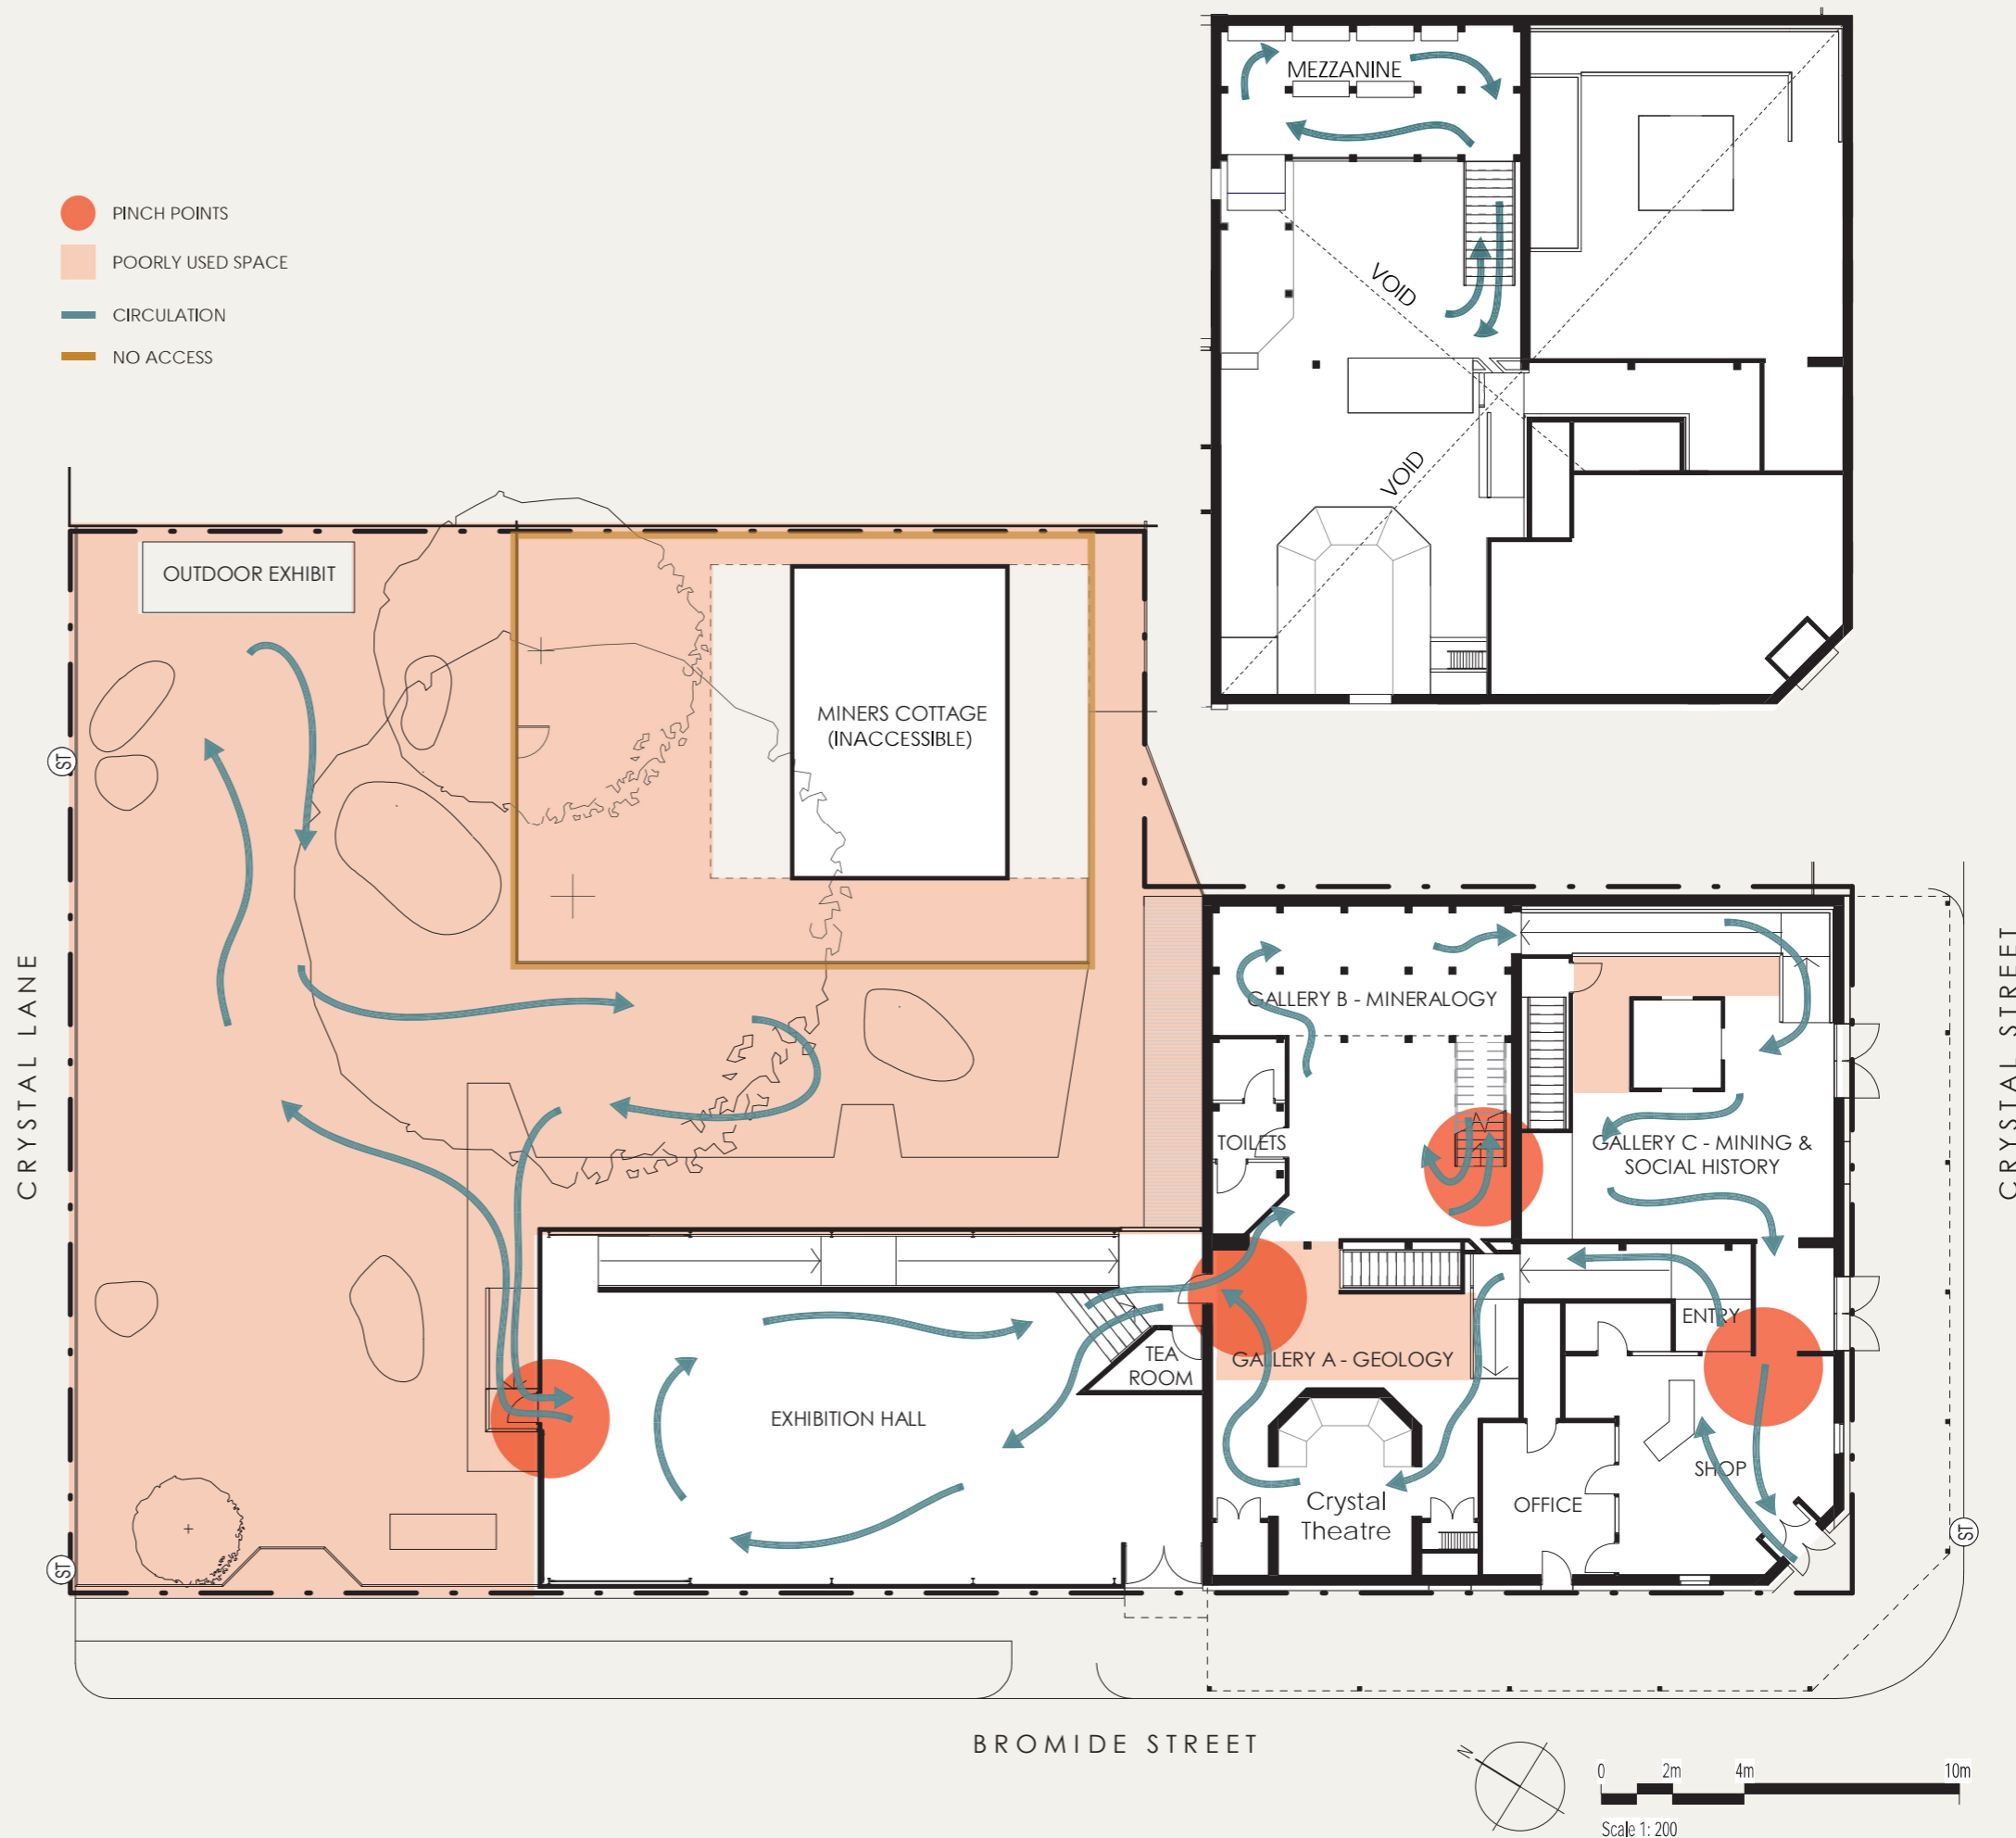 MEZZANINE
VOID
VOID
PINCH POINTS
POORLY USED SPACE
CIRCULATION
NO ACCESS
OUTDOOR EXHIBIT
MINERS COTTAGE
(INACCESSIBLE)
ST
CRYSTAL LANE
CRYSTAL STREET
GALLERY B - MINERALOGY
TOILETS
GALLERY C - MINING &
SOCIAL HISTORY
ENTRY
TEA
ROOM
GALLERY A - GEOLOGY
EXHIBITION HALL
SHOP
OFFICE
Crystal
Theatre
ST
ST
BROMIDE STREET
N
0 2m 4m 10m
Scale 1: 200